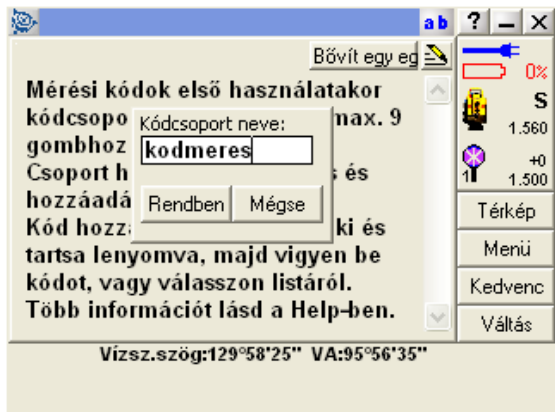 ab ? – X
Bővít egy eg
0%
Mérési kódok első használatakor
kódcsopo max. 9
gombhoz
Csoport h s és
hozzáadá
Kód hozz ki és
tartsa lenyomva, majd vigyen be
kódot, vagy válasszon listáról.
Több információt lásd a Help-ben.
Kódcsoport neve:
kodmeres
Rendben Mégse
S
1.560
+0
1 1.500
Térkép
Menü
Kedvenc
Váltás
Vízsz.szög:129°58'25" VA:95°56'35"